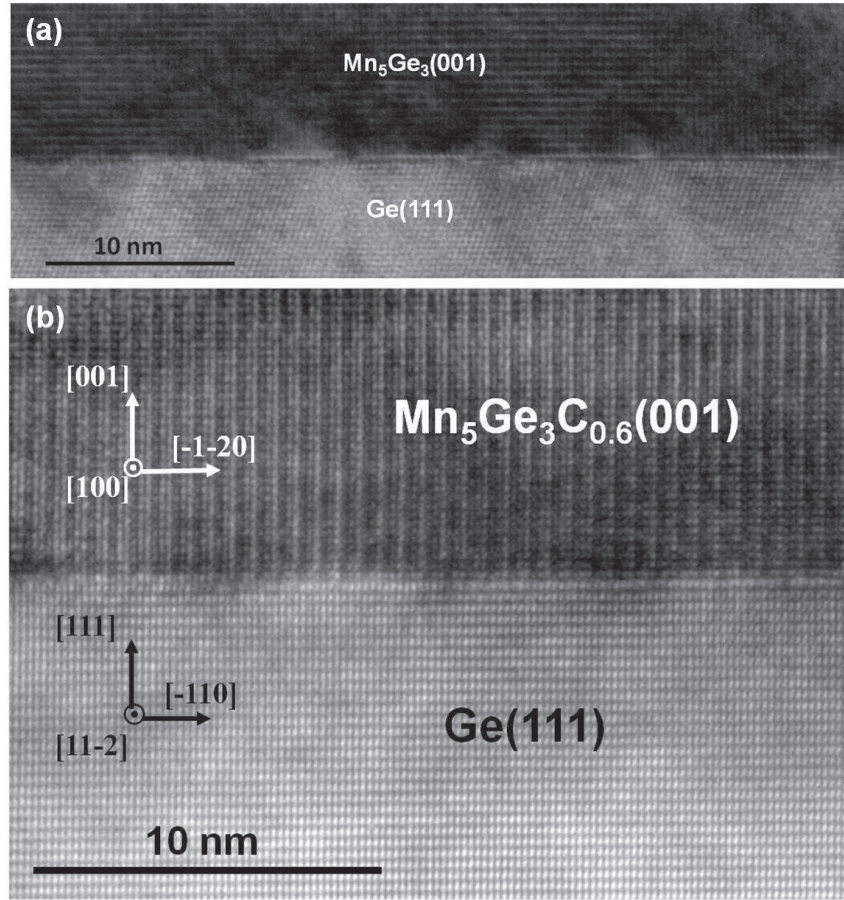 (a)
Mn₅Ge₃(001)
Ge(111)
10 nm
(b)
[001]
Mn₅Ge₃C₀.₆(001)
[-1-20]
[100]
[111]
[-110]
Ge(111)
[11-2]
10 nm